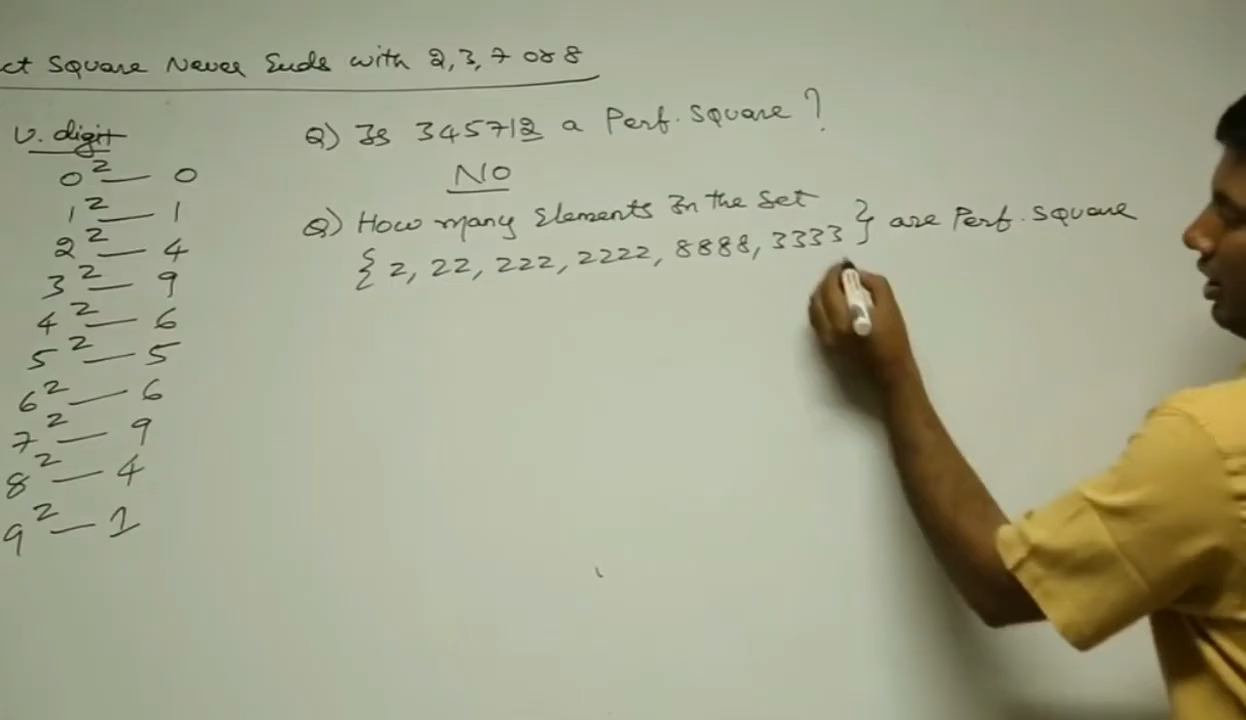 ct Square Never Ends with 2, 3, 7 or 8
U. digit
0² — 0
1² — 1
2² — 4
3² — 9
4² — 6
5² — 5
6² — 6
7² — 9
8² — 4
9² — 1
Q) Is 345712 a Perf. Square?
NO
Q) How many Elements In the Set
{2, 22, 222, 2222, 8888, 3333} are Perf. Square